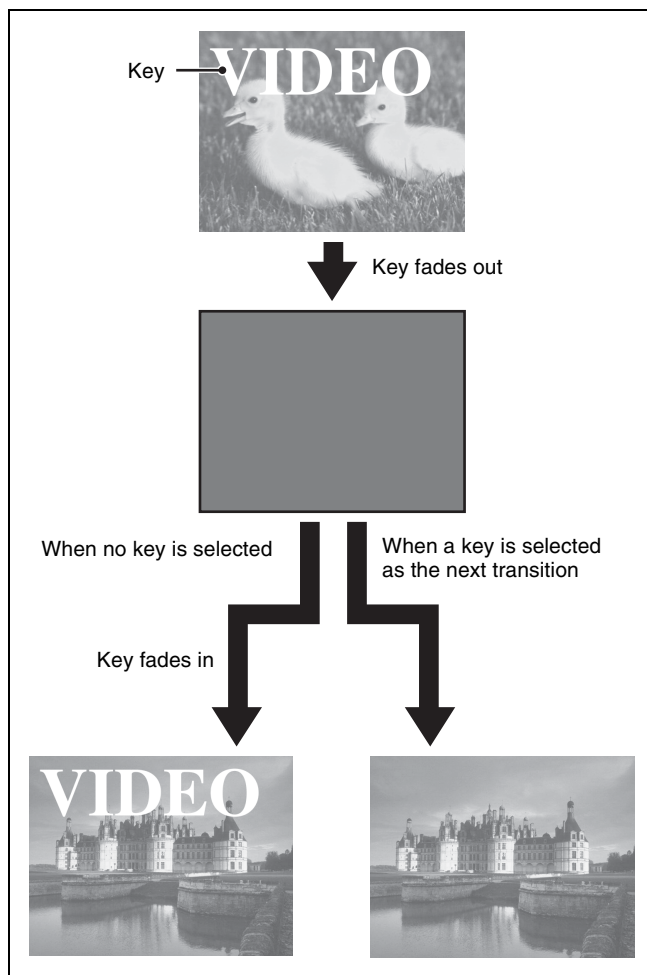 Key
VIDEO
Key fades out
When no key is selected
When a key is selected
as the next transition
Key fades in
VIDEO